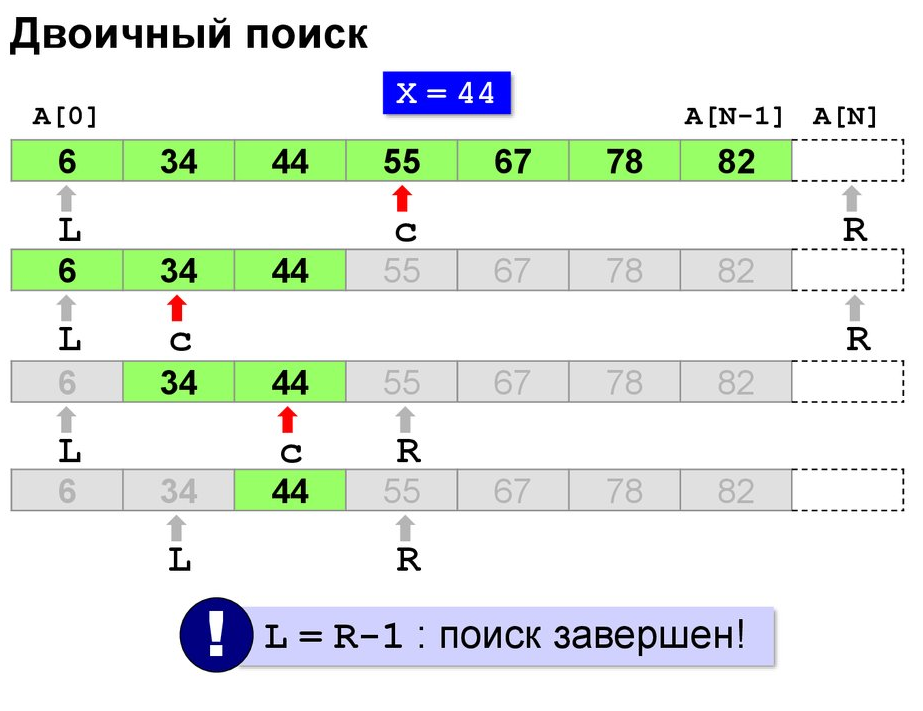 Двоичный поиск
X = 44
A[0] A[N-1] A[N]
6 34 44 55 67 78 82
L c R
6 34 44 55 67 78 82
L c R
6 34 44 55 67 78 82
L c R
6 34 44 55 67 78 82
L R
! L = R-1 : поиск завершен!